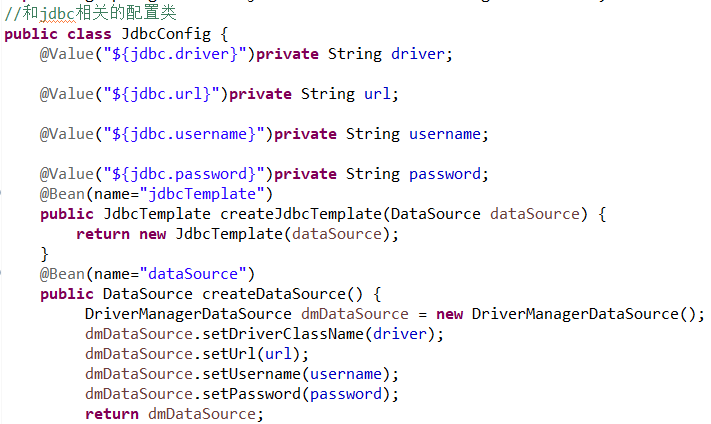 //和jdbc相关的配置类
public class JdbcConfig {
@Value("${jdbc.driver}")private String driver;
@Value("${jdbc.url}")private String url;
@Value("${jdbc.username}")private String username;
@Value("${jdbc.password}")private String password;
@Bean(name="jdbcTemplate")
public JdbcTemplate createJdbcTemplate(DataSource dataSource) {
return new JdbcTemplate(dataSource);
}
@Bean(name="dataSource")
public DataSource createDataSource() {
DriverManagerDataSource dmDataSource = new DriverManagerDataSource();
dmDataSource.setDriverClassName(driver);
dmDataSource.setUrl(url);
dmDataSource.setUsername(username);
dmDataSource.setPassword(password);
return dmDataSource;